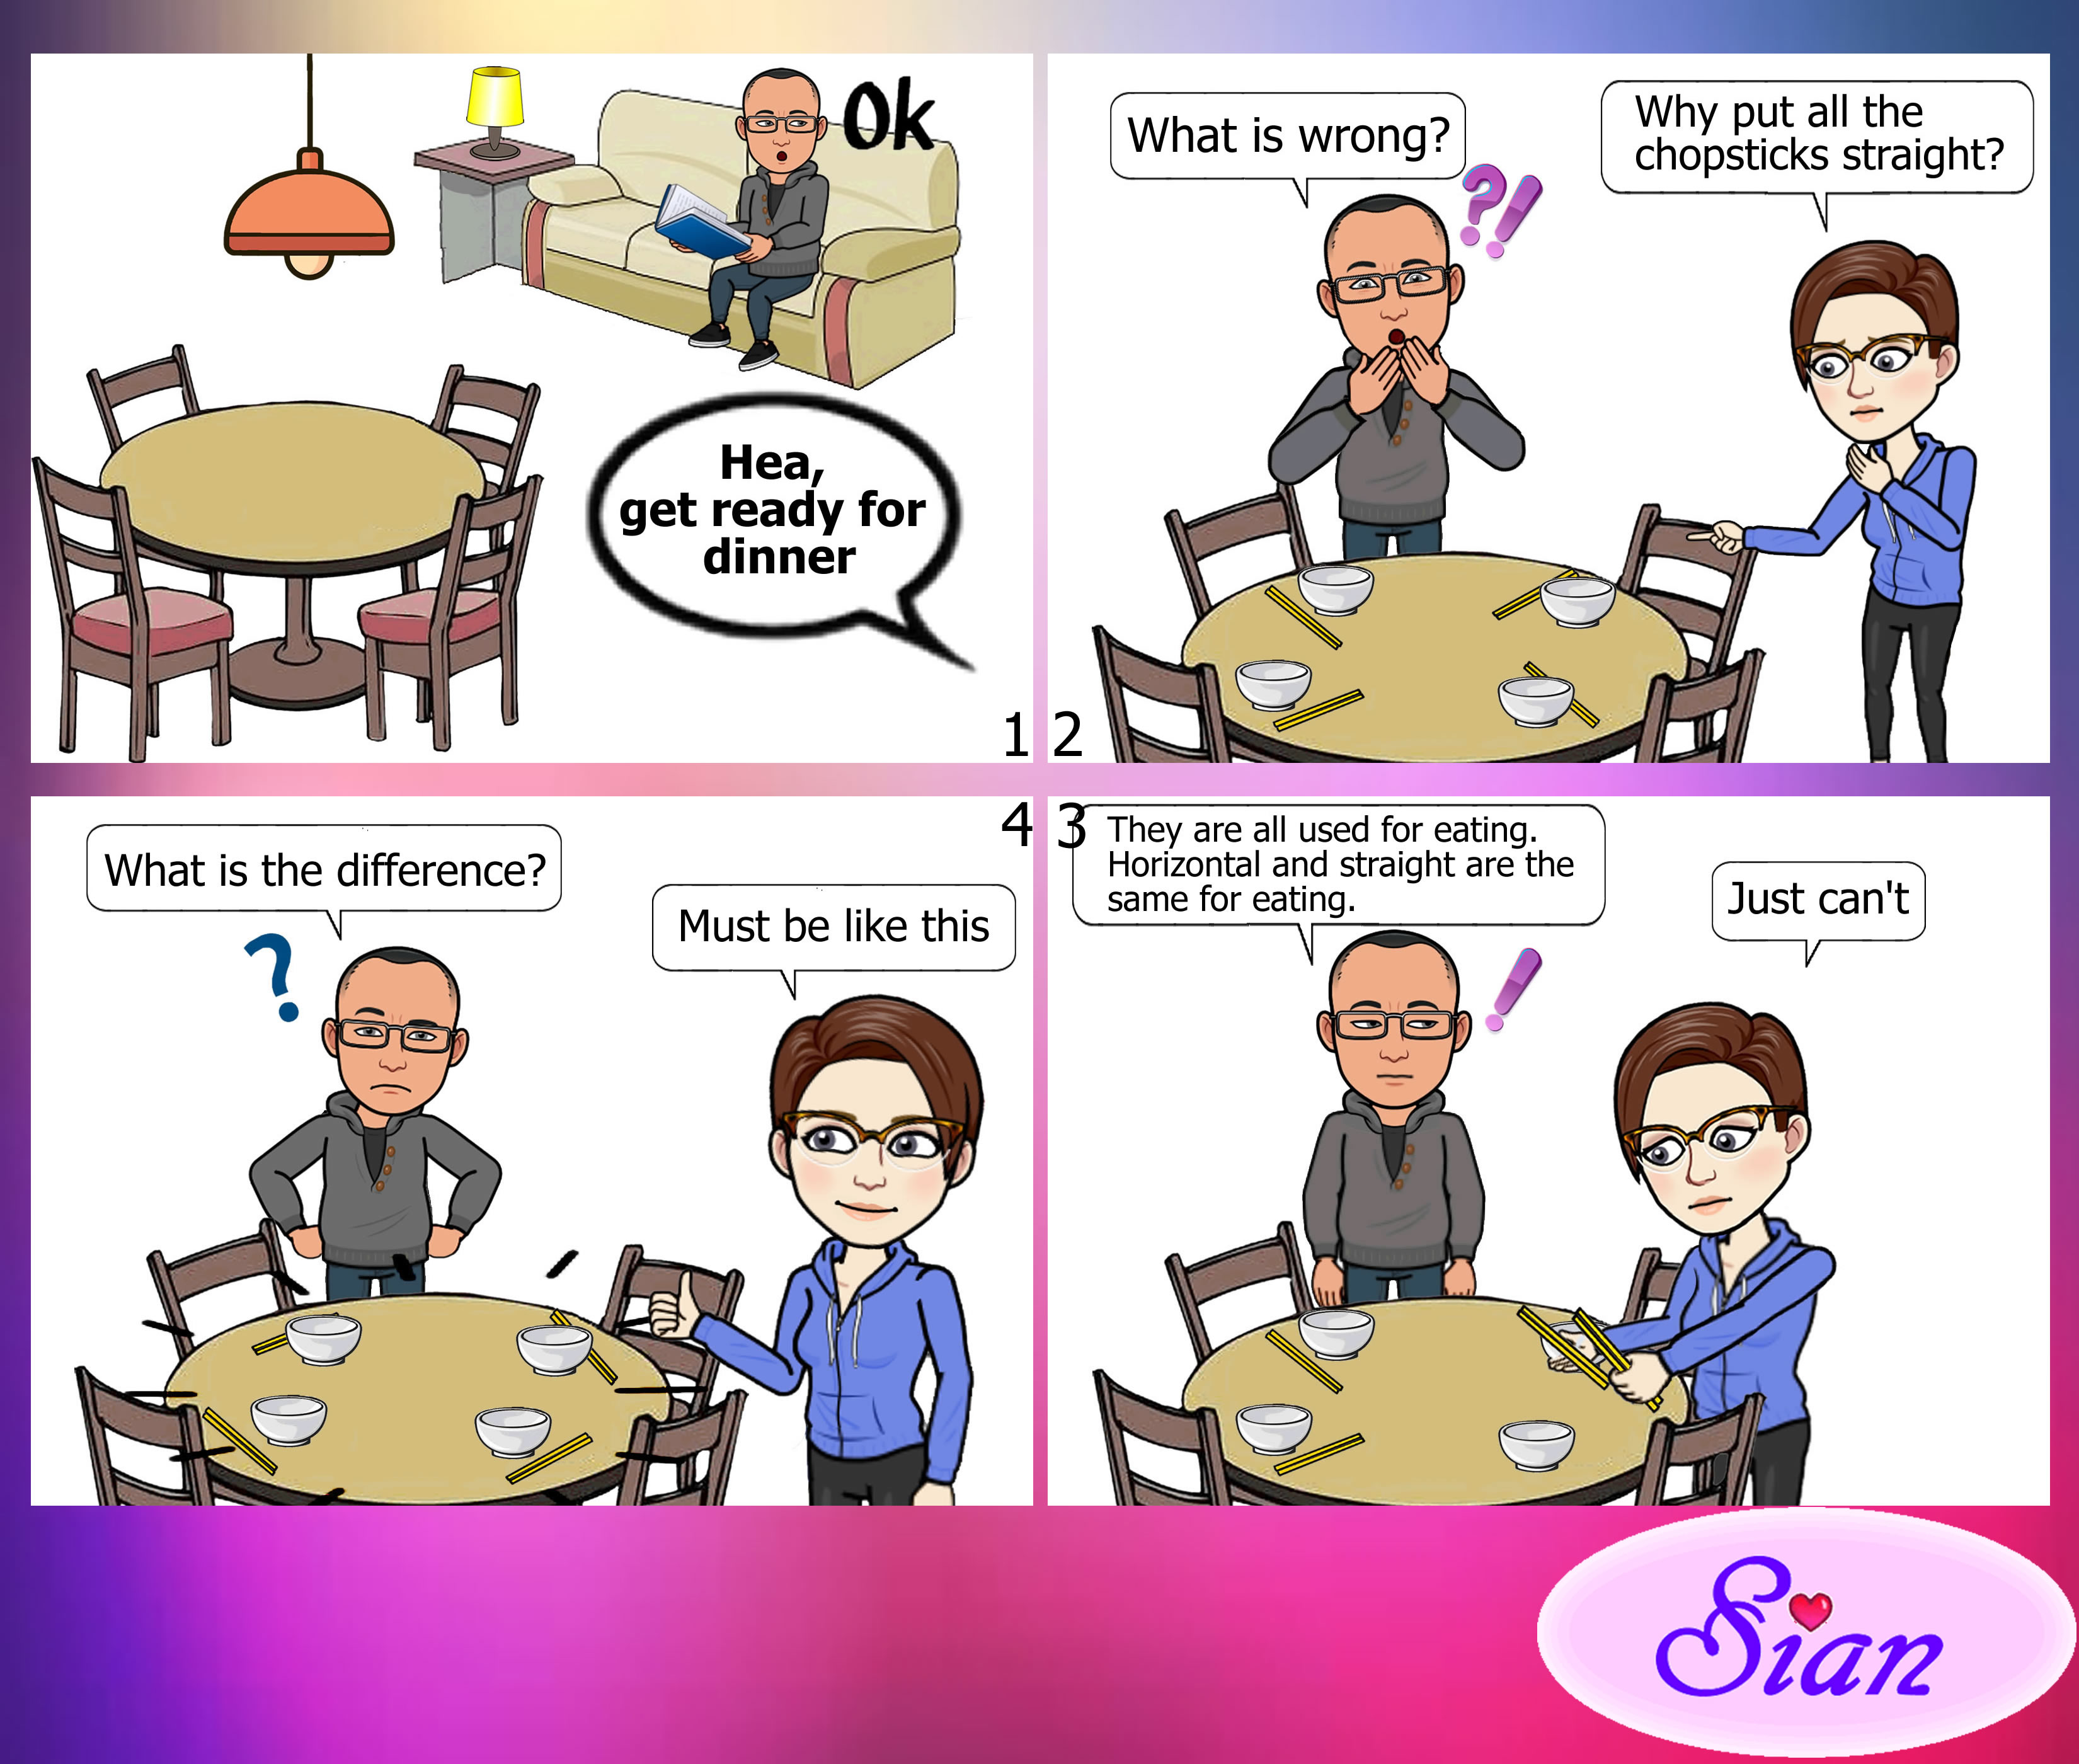 Ok
Hea,
get ready for
dinner
1
What is wrong?
?!
Why put all the
chopsticks straight?
2
3
They are all used for eating.
Horizontal and straight are the
same for eating.
!
Just can't
4
What is the difference?
?
Must be like this
Sian